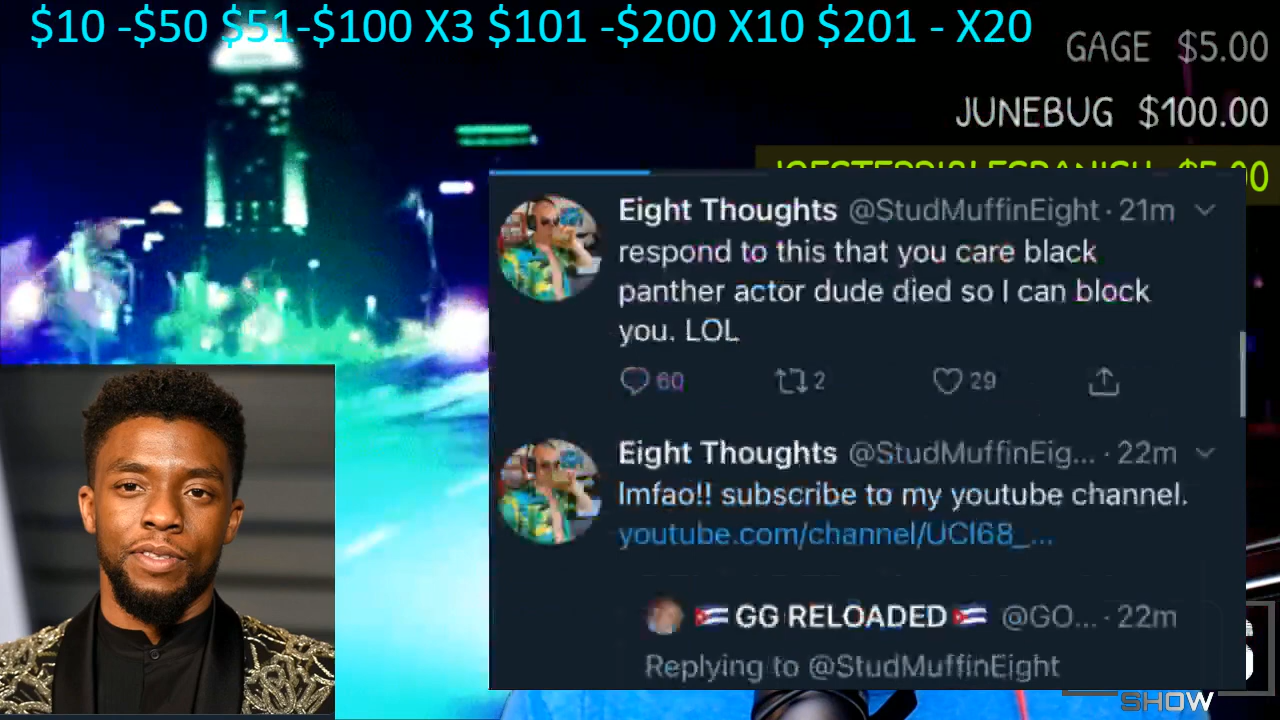 $10 -$50 $51-$100 X3 $101 -$200 X10 $201 - X20
GAGE $5.00
JUNEBUG $100.00
Eight Thoughts @StudMuffinEight · 21m
respond to this that you care black
panther actor dude died so I can block
you. LOL
60 2 29
Eight Thoughts @StudMuffinEig... · 22m
lmfao!! subscribe to my youtube channel.
youtube.com/channel/UCI68_...
GG RELOADED @GO... · 22m
Replying to @StudMuffinEight
SHOW